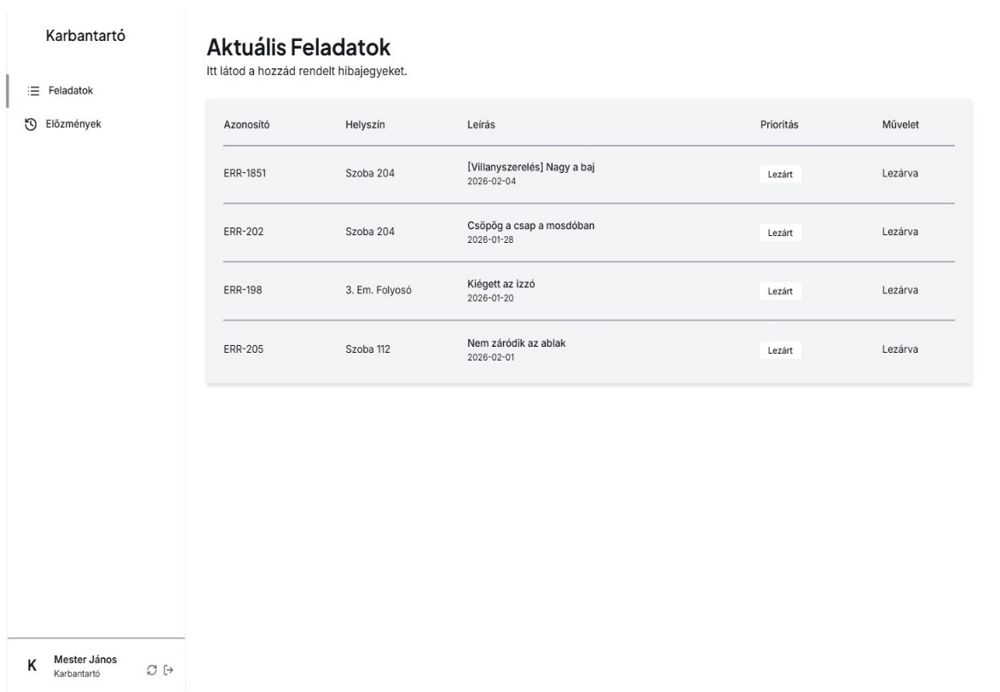 Karbantartó
Feladatok
Előzmények
Aktuális Feladatok
Itt látod a hozzád rendelt hibajegyeket.
Azonosító Helyszín Leírás Prioritás Művelet
ERR-1851 Szoba 204 [Villanyszerelés] Nagy a baj Lezárt Lezárva
2026-02-04
ERR-202 Szoba 204 Csöpög a csap a mosdóban Lezárt Lezárva
2026-01-28
ERR-198 3. Em. Folyosó Kiégett az izzó Lezárt Lezárva
2026-01-20
ERR-205 Szoba 112 Nem záródik az ablak Lezárt Lezárva
2026-02-01
K Mester János
Karbantartó